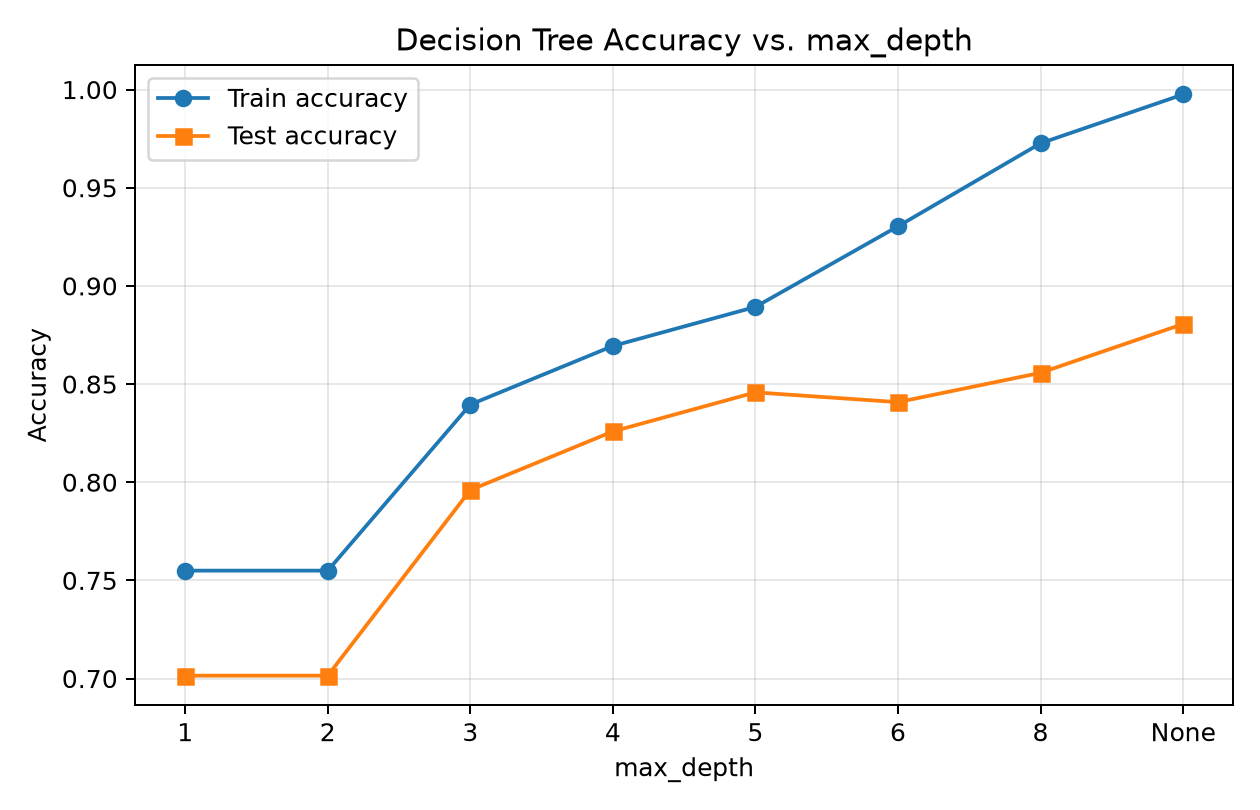 Decision Tree Accuracy vs. max_depth
Train accuracy
Test accuracy
1.00
0.95
0.90
0.85
0.80
0.75
0.70
Accuracy
1 2 3 4 5 6 8 None
max_depth